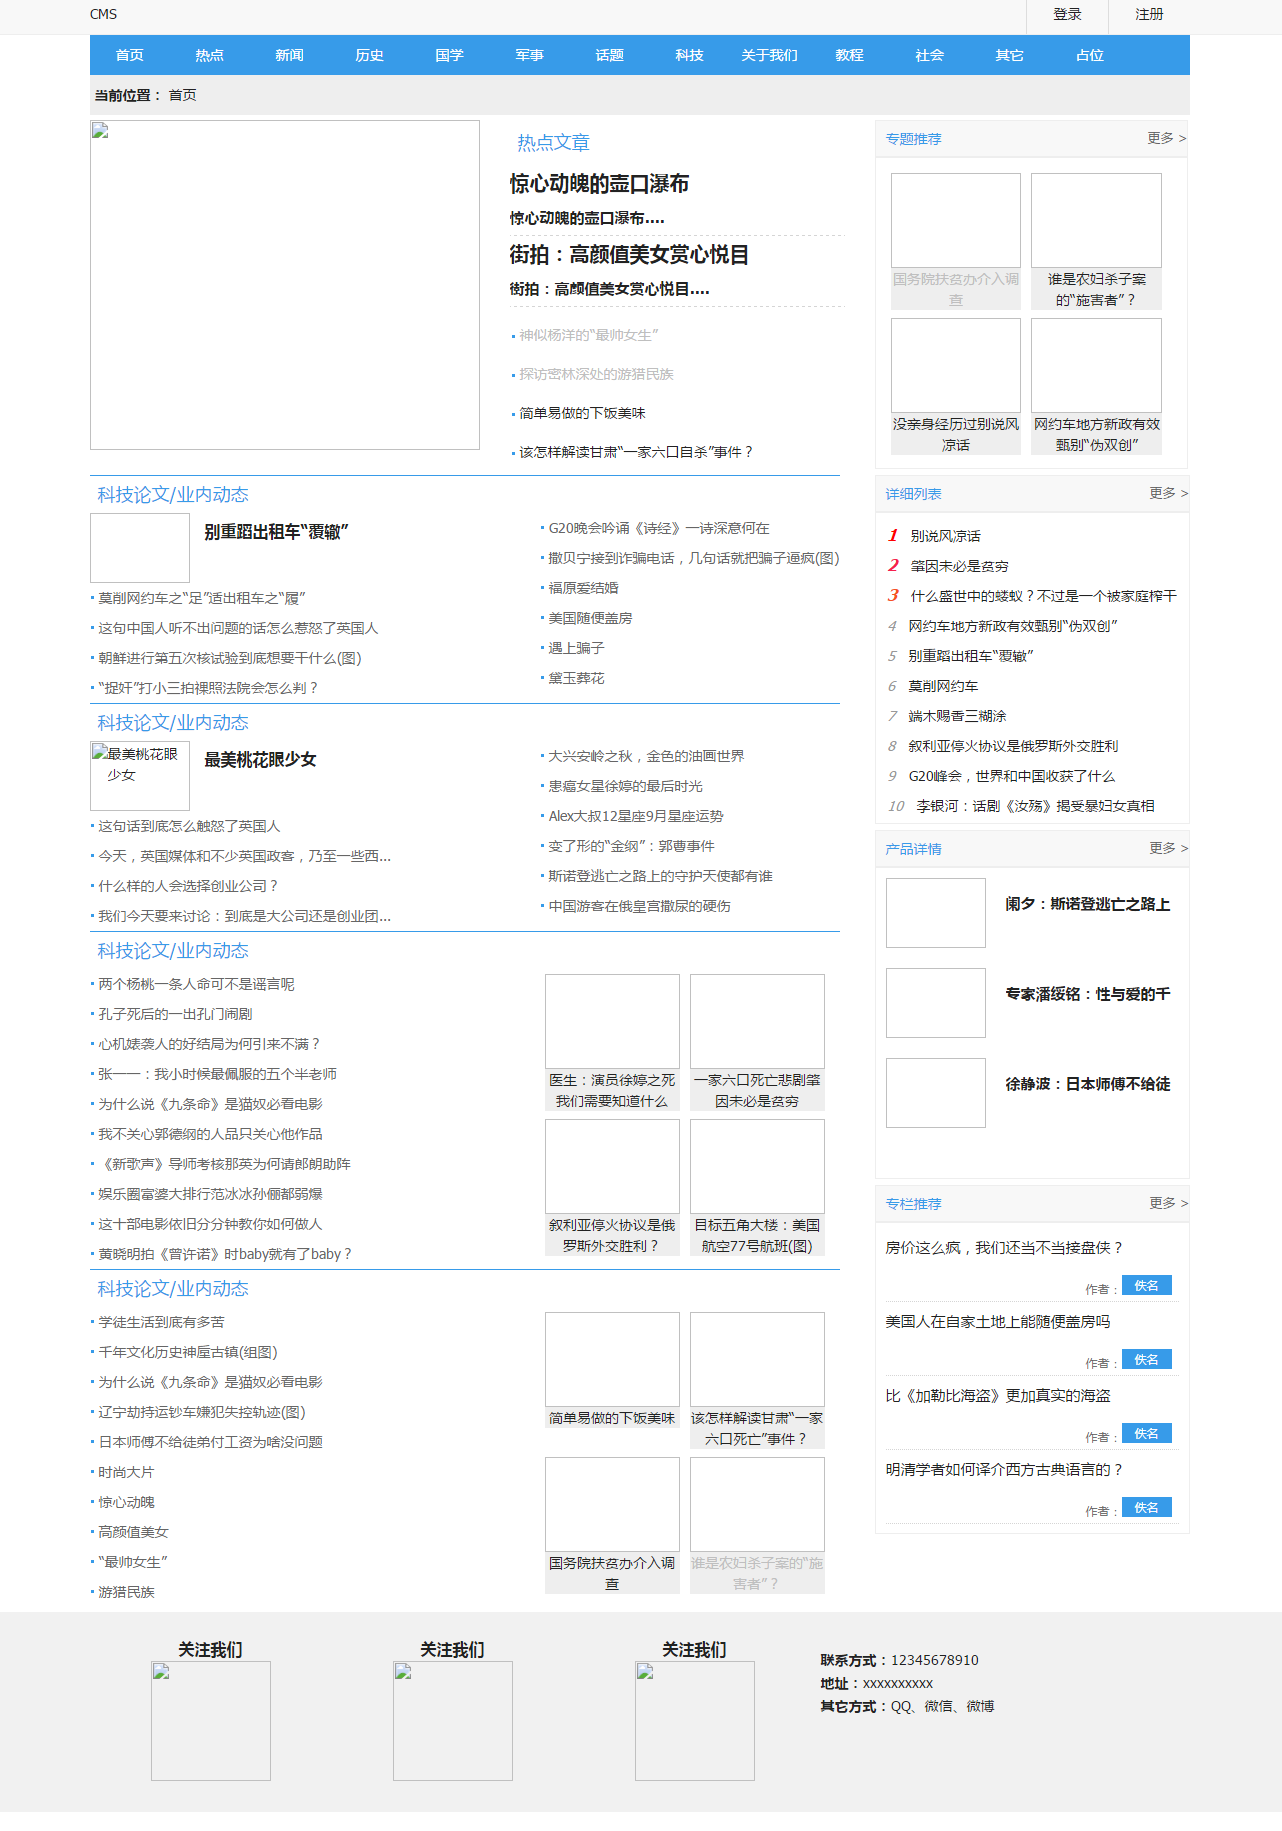 CMS 登录 注册
首页 热点 新闻 历史 国学 军事 话题 科技 关于我们 教程 社会 其它 占位
当前位置： 首页
热点文章
惊心动魄的壶口瀑布
惊心动魄的壶口瀑布....
街拍：高颜值美女赏心悦目
街拍：高颜值美女赏心悦目....
神似杨洋的“最帅女生”
探访密林深处的游猎民族
简单易做的下饭美味
该怎样解读甘肃“一家六口自杀”事件？
专题推荐 更多 >
国务院扶贫办介入调
查
谁是农妇杀子案
的“施害者”？
没亲身经历过别说风
凉话
网约车地方新政有效
甄别“伪双创”
科技论文/业内动态
别重蹈出租车“覆辙”
莫削网约车之“足”适出租车之“履”
这句中国人听不出问题的话怎么惹怒了英国人
朝鲜进行第五次核试验到底想要干什么(图)
“捉奸”打小三拍裸照法院会怎么判？
G20晚会吟诵《诗经》一诗深意何在
撒贝宁接到诈骗电话，几句话就把骗子逼疯(图)
福原爱结婚
美国随便盖房
遇上骗子
黛玉葬花
详细列表 更多 >
1 别说风凉话
2 肇因未必是贫穷
3 什么盛世中的蝼蚁？不过是一个被家庭榨干
4 网约车地方新政有效甄别“伪双创”
5 别重蹈出租车“覆辙”
6 莫削网约车
7 端木赐香三糊涂
8 叙利亚停火协议是俄罗斯外交胜利
9 G20峰会，世界和中国收获了什么
10 李银河：话剧《汝殇》揭受暴妇女真相
科技论文/业内动态
最美桃花眼
少女
最美桃花眼少女
这句话到底怎么触怒了英国人
今天，英国媒体和不少英国政客，乃至一些西...
什么样的人会选择创业公司？
我们今天要来讨论：到底是大公司还是创业团...
大兴安岭之秋，金色的油画世界
患癌女星徐婷的最后时光
Alex大叔12星座9月星座运势
变了形的“金纲”：郭曹事件
斯诺登逃亡之路上的守护天使都有谁
中国游客在俄皇宫撒尿的硬伤
产品详情 更多 >
闹夕：斯诺登逃亡之路上
专家潘绥铭：性与爱的千
徐静波：日本师傅不给徒
科技论文/业内动态
两个杨桃一条人命可不是谣言呢
孔子死后的一出孔门闹剧
心机婊袭人的好结局为何引来不满？
张一一：我小时候最佩服的五个半老师
为什么说《九条命》是猫奴必看电影
我不关心郭德纲的人品只关心他作品
《新歌声》导师考核那英为何请郎朗助阵
娱乐圈富婆大排行范冰冰孙俪都弱爆
这十部电影依旧分分钟教你如何做人
黄晓明拍《曾许诺》时baby就有了baby？
医生：演员徐婷之死
我们需要知道什么
一家六口死亡悲剧肇
因未必是贫穷
叙利亚停火协议是俄
罗斯外交胜利？
目标五角大楼：美国
航空77号航班(图)
专栏推荐 更多 >
房价这么疯，我们还当不当接盘侠？
作者： 佚名
美国人在自家土地上能随便盖房吗
作者： 佚名
比《加勒比海盗》更加真实的海盗
作者： 佚名
明清学者如何译介西方古典语言的？
作者： 佚名
科技论文/业内动态
学徒生活到底有多苦
千年文化历史神垕古镇(组图)
为什么说《九条命》是猫奴必看电影
辽宁劫持运钞车嫌犯失控轨迹(图)
日本师傅不给徒弟付工资为啥没问题
时尚大片
惊心动魄
高颜值美女
“最帅女生”
游猎民族
简单易做的下饭美味
该怎样解读甘肃“一家
六口死亡”事件？
国务院扶贫办介入调
查
谁是农妇杀子案的“施
害者”？
关注我们 关注我们 关注我们
联系方式：12345678910
地址：xxxxxxxxxx
其它方式：QQ、微信、微博